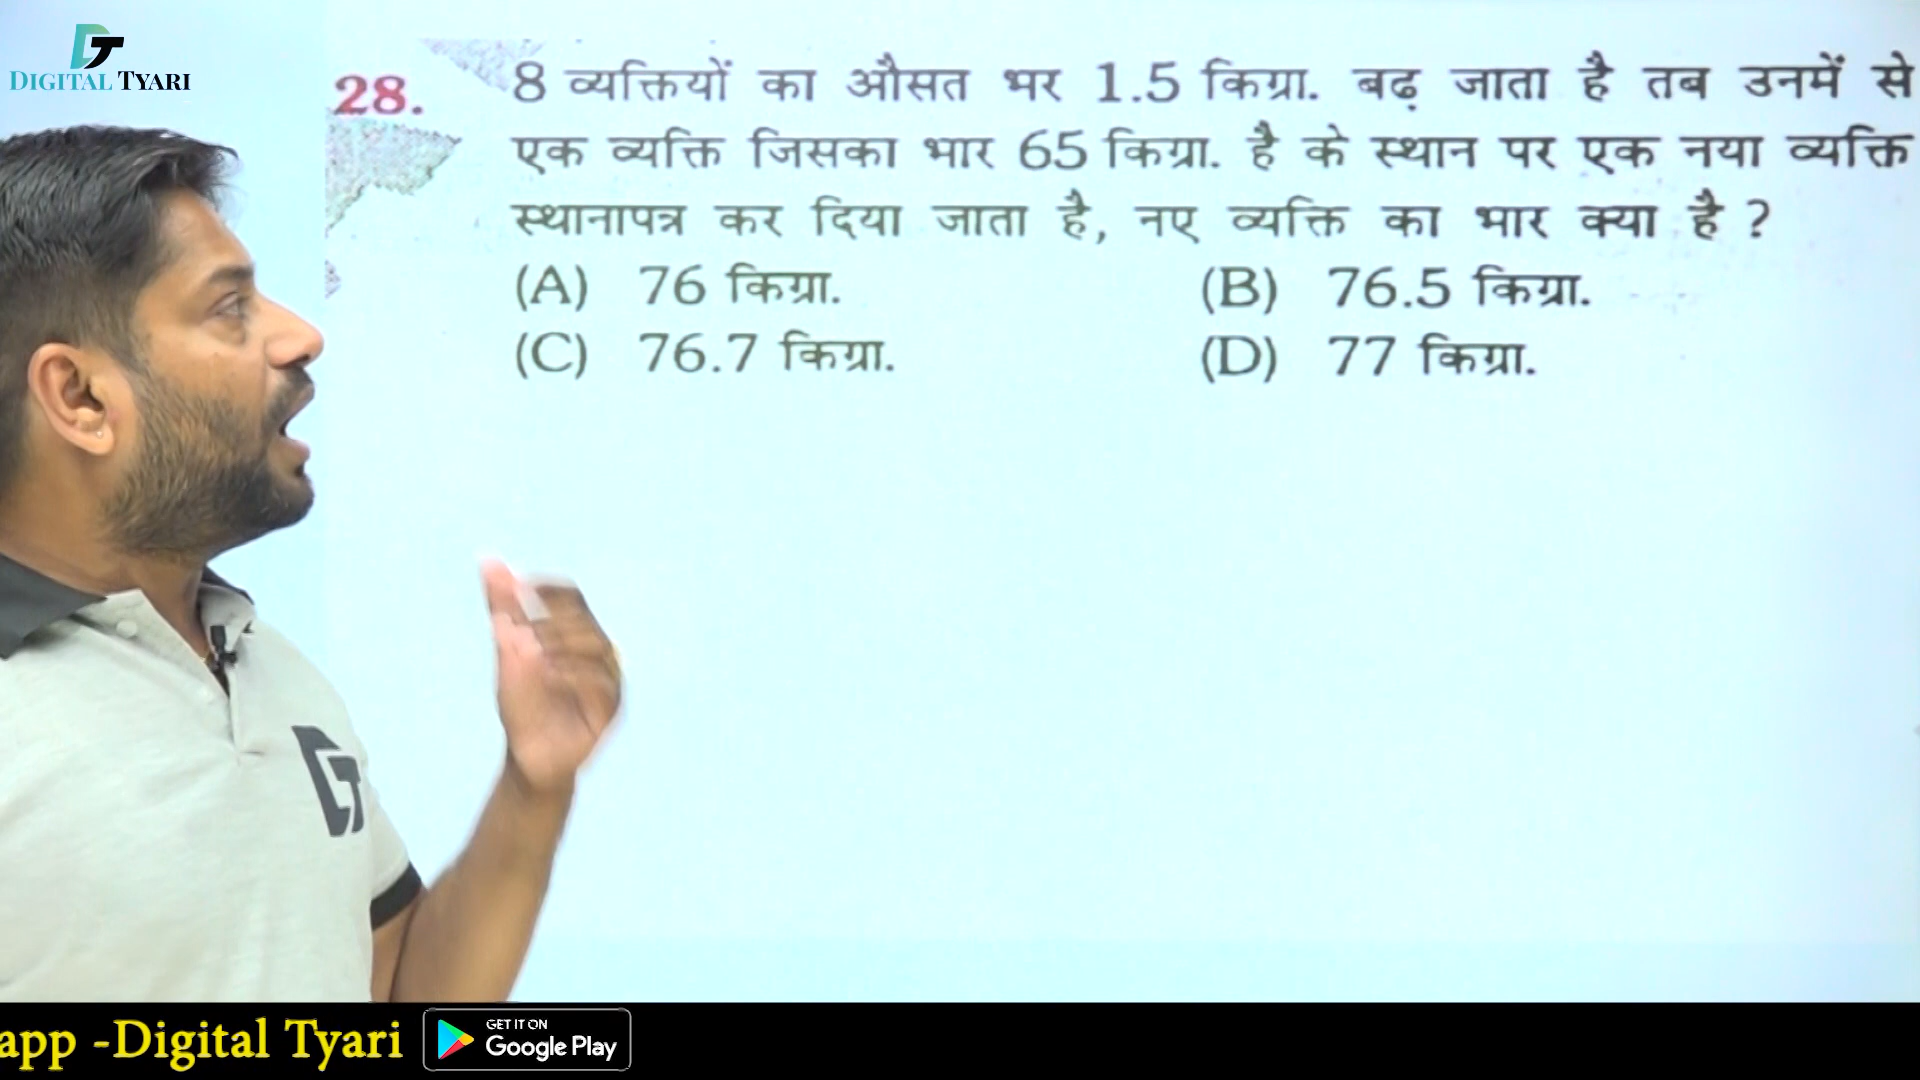 DT
DIGITAL TYARI
28. 8 व्यक्तियों का औसत भर 1.5 किग्रा. बढ़ जाता है तब उनमें से
एक व्यक्ति जिसका भार 65 किग्रा. है के स्थान पर एक नया व्यक्ति
स्थानापत्र कर दिया जाता है, नए व्यक्ति का भार क्या है ?
(A) 76 किग्रा. (B) 76.5 किग्रा.
(C) 76.7 किग्रा. (D) 77 किग्रा.
DT
app -Digital Tyari
GET IT ON
Google Play